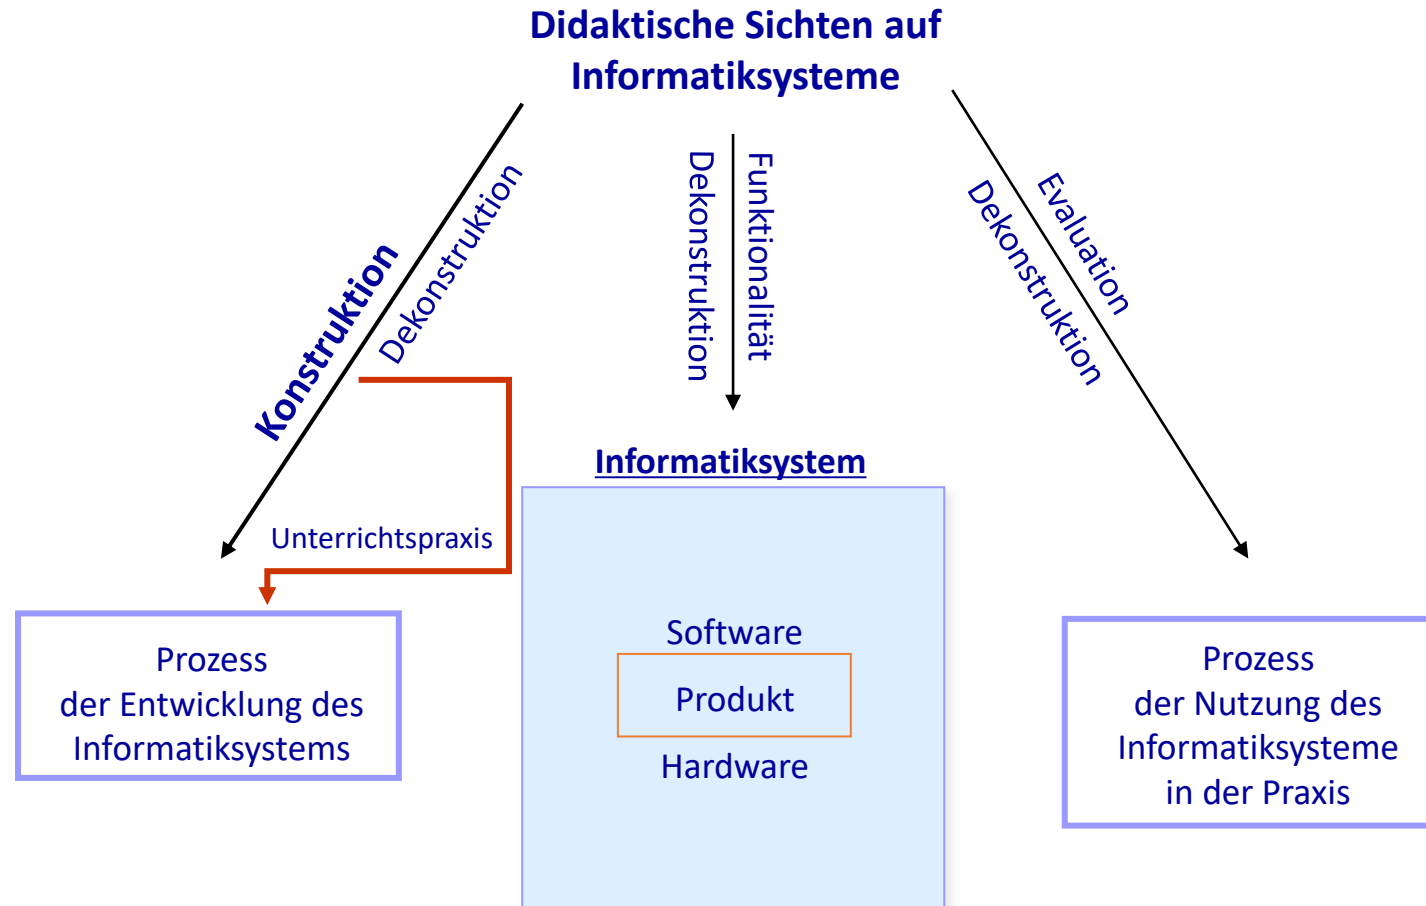 Didaktische Sichten auf
Informatiksysteme
Konstruktion
Dekonstruktion
Funktionalität
Dekonstruktion
Evaluation
Dekonstruktion
Informatiksystem
Unterrichtspraxis
Prozess
der Entwicklung des
Informatiksystems
Software
Produkt
Hardware
Prozess
der Nutzung des
Informatiksysteme
in der Praxis